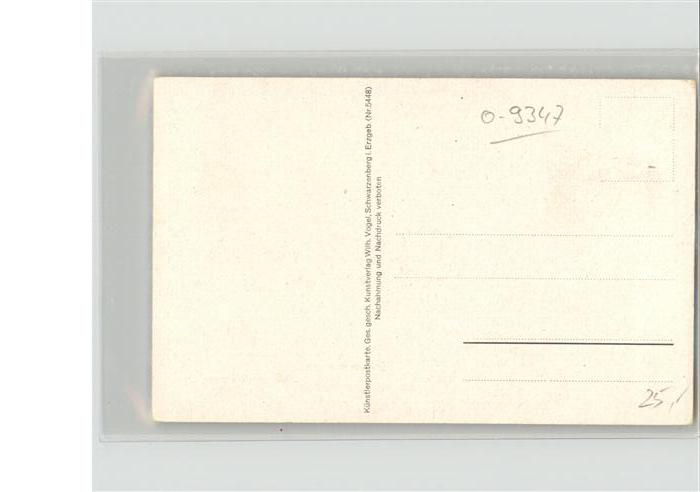 Künstlerpostkarte. Ges. gesch. Kunstverlag Wilh. Vogel, Schwarzenberg i. Erzgeb. (Nr. 5448)
Nachahmung und Nachdruck verboten
0-9347
25,/